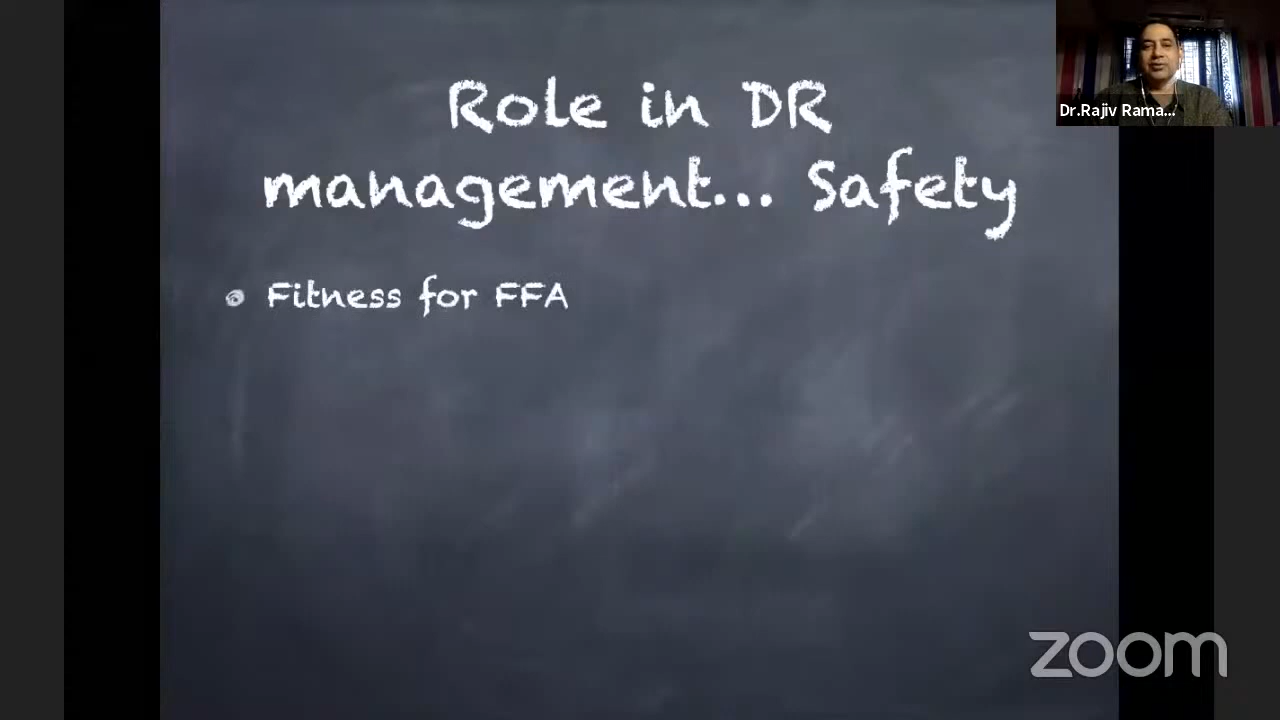 Role in DR
management... Safety
Fitness for FFA
Dr.Rajiv Rama...
zoom